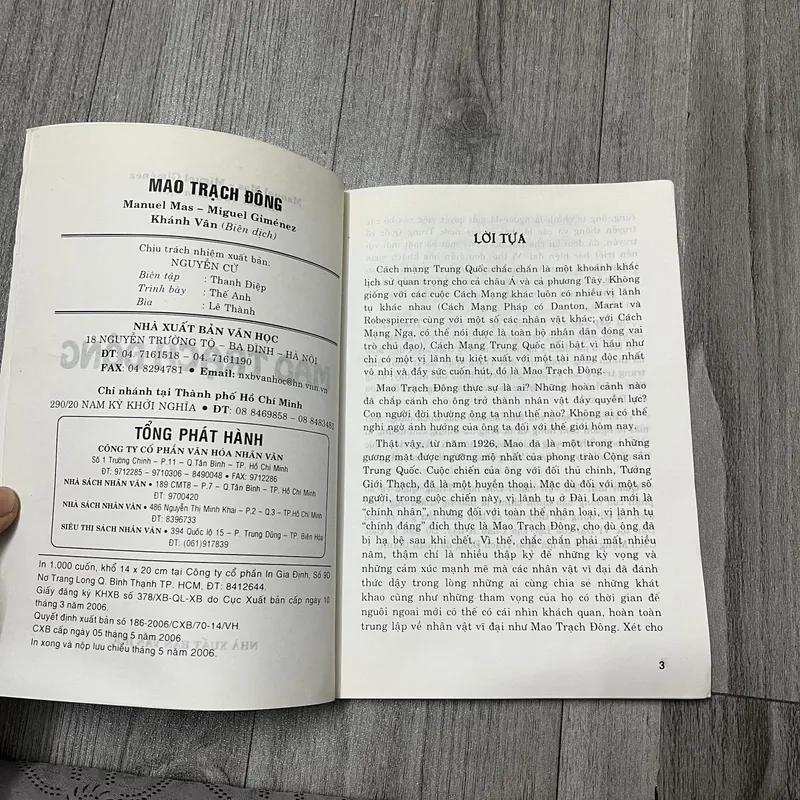 MAO TRẠCH ĐÔNG
Manuel Mas – Miguel Giménez
Khánh Vân (Biên dịch)
Chịu trách nhiệm xuất bản:
NGUYỄN CỪ
Biên tập : Thanh Điệp
Trình bày : Thế Anh
Bìa : Lê Thành
NHÀ XUẤT BẢN VĂN HỌC
18 NGUYỄN TRƯỜNG TỘ – BA ĐÌNH – HÀ NỘI
ĐT: 04. 7161518 – 04. 7161190
FAX: 04 8294781 • Email: nxbvanhoc@hn.vnn.vn
Chi nhánh tại Thành phố Hồ Chí Minh
290/20 NAM KỲ KHỞI NGHĨA • ĐT: 08 8469858 – 08 8483481
TỔNG PHÁT HÀNH
CÔNG TY CỔ PHẦN VĂN HÓA NHÂN VĂN
Số 1 Trường Chinh – P.11 – Q.Tân Bình – TP. Hồ Chí Minh
ĐT: 9712285 – 9710306 – 8490048 • FAX: 9712286
NHÀ SÁCH NHÂN VĂN • 189 CMT8 – P.7 – Q. Tân Bình – TP. Hồ Chí Minh
ĐT: 9700420
NHÀ SÁCH NHÂN VĂN • 486 Nguyễn Thị Minh Khai – P.2 – Q.3 – TP.Hồ Chí Minh
ĐT: 8396733
SIÊU THỊ SÁCH NHÂN VĂN • 394 Quốc lộ 15 – P. Trung Dũng – TP Biên Hòa
ĐT: (061)917839
In 1.000 cuốn, khổ 14 x 20 cm tại Công ty cổ phần In Gia Định, Số 9D
Nơ Trang Long Q. Bình Thạnh TP. HCM, ĐT: 8412644.
Giấy đăng ký KHXB số 378/XB-QL-XB do Cục Xuất bản cấp ngày 10
tháng 3 năm 2006.
Quyết định xuất bản số 186-2006/CXB/70-14/VH.
CXB cấp ngày 05 tháng 5 năm 2006
In xong và nộp lưu chiểu tháng 5 năm 2006.
LỜI TỰA
Cách mạng Trung Quốc chắc chắn là một khoảnh khắc
lịch sử quan trọng cho cả châu Á và cả phương Tây. Không
giống với các cuộc Cách Mạng khác luôn có nhiều vị lãnh
tụ khác nhau (Cách Mạng Pháp có Danton, Marat và
Robespierre cùng với một số các nhân vật khác; với Cách
Mạng Nga, có thể nói được là toàn bộ nhân dân đóng vai
trò chủ đạo), Cách Mạng Trung Quốc nổi bật vì hầu như
chỉ có một vị lãnh tụ kiệt xuất với một tài năng độc nhất
vô nhị và đầy sức cuốn hút, đó là Mao Trạch Đông.
Mao Trạch Đông thực sự là ai? Những hoàn cảnh nào
đã chắp cánh cho ông trở thành nhân vật đầy quyền lực?
Con người đời thường ông ta như thế nào? Không ai có thể
nghi ngờ ảnh hưởng của ông ta đối với thế giới hôm nay.
Thật vậy, từ năm 1926, Mao đã là một trong những
gương mặt được ngưỡng mộ nhất của phong trào Cộng sản
Trung Quốc. Cuộc chiến của ông với đối thủ chính, Tướng
Giới Thạch, đã là một huyền thoại. Mặc dù đối với một số
người, trong cuộc chiến này, vị lãnh tụ ở Đài Loan mới là
“chính nhân”, nhưng đối với toàn thể nhân loại, vị lãnh tụ
“chính đáng” đích thực là Mao Trạch Đông, cho dù ông đã
bị hạ bệ sau khi chết. Vì thế, chắc chắn phải mất nhiều
năm, thậm chí là nhiều thập kỷ để những kỳ vọng và
những cảm xúc mạnh mẽ mà các nhân vật vĩ đại đã đánh
thức dậy trong lòng những ai cùng chia sẻ những khát
khao cũng như những tham vọng của họ có thời gian để
người ngoài mới có thể có cái nhìn khách quan, hoàn toàn
trung lập về nhân vật vĩ đại như Mao Trạch Đông. Xét cho
3